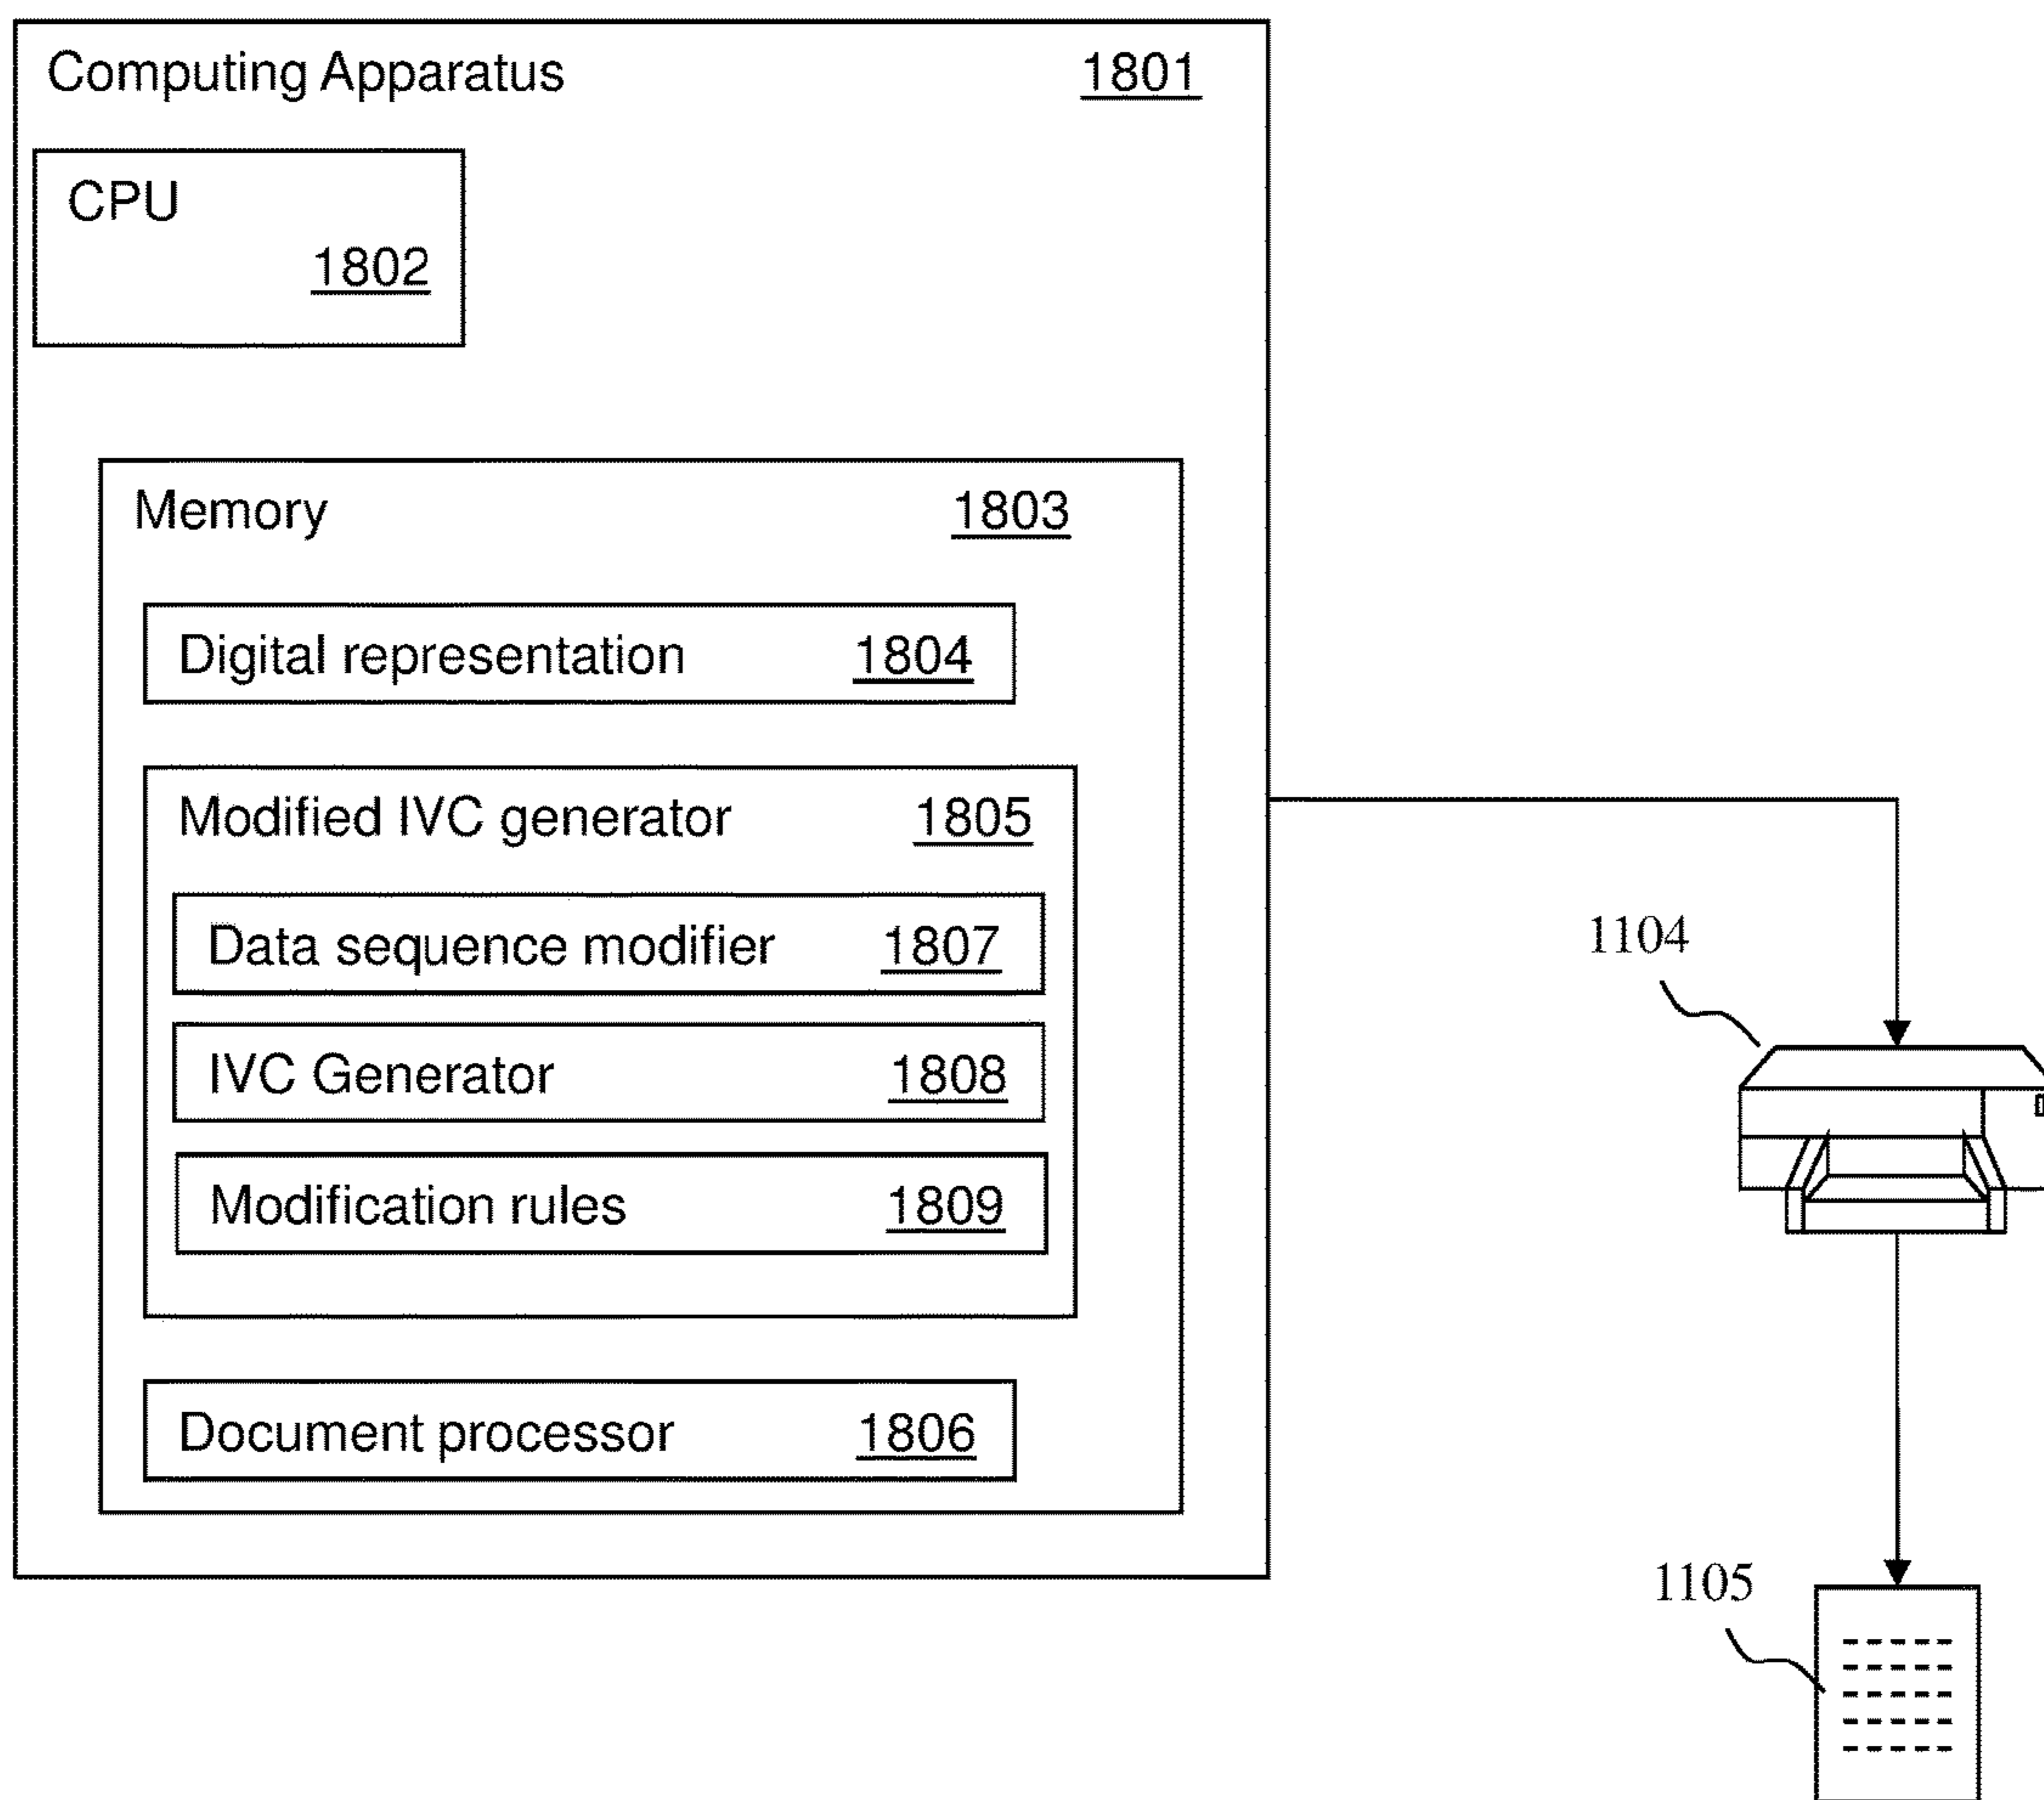 Computing Apparatus 1801
CPU
1802
Memory 1803
Digital representation 1804
Modified IVC generator 1805
Data sequence modifier 1807
IVC Generator 1808
Modification rules 1809
Document processor 1806
1104
1105